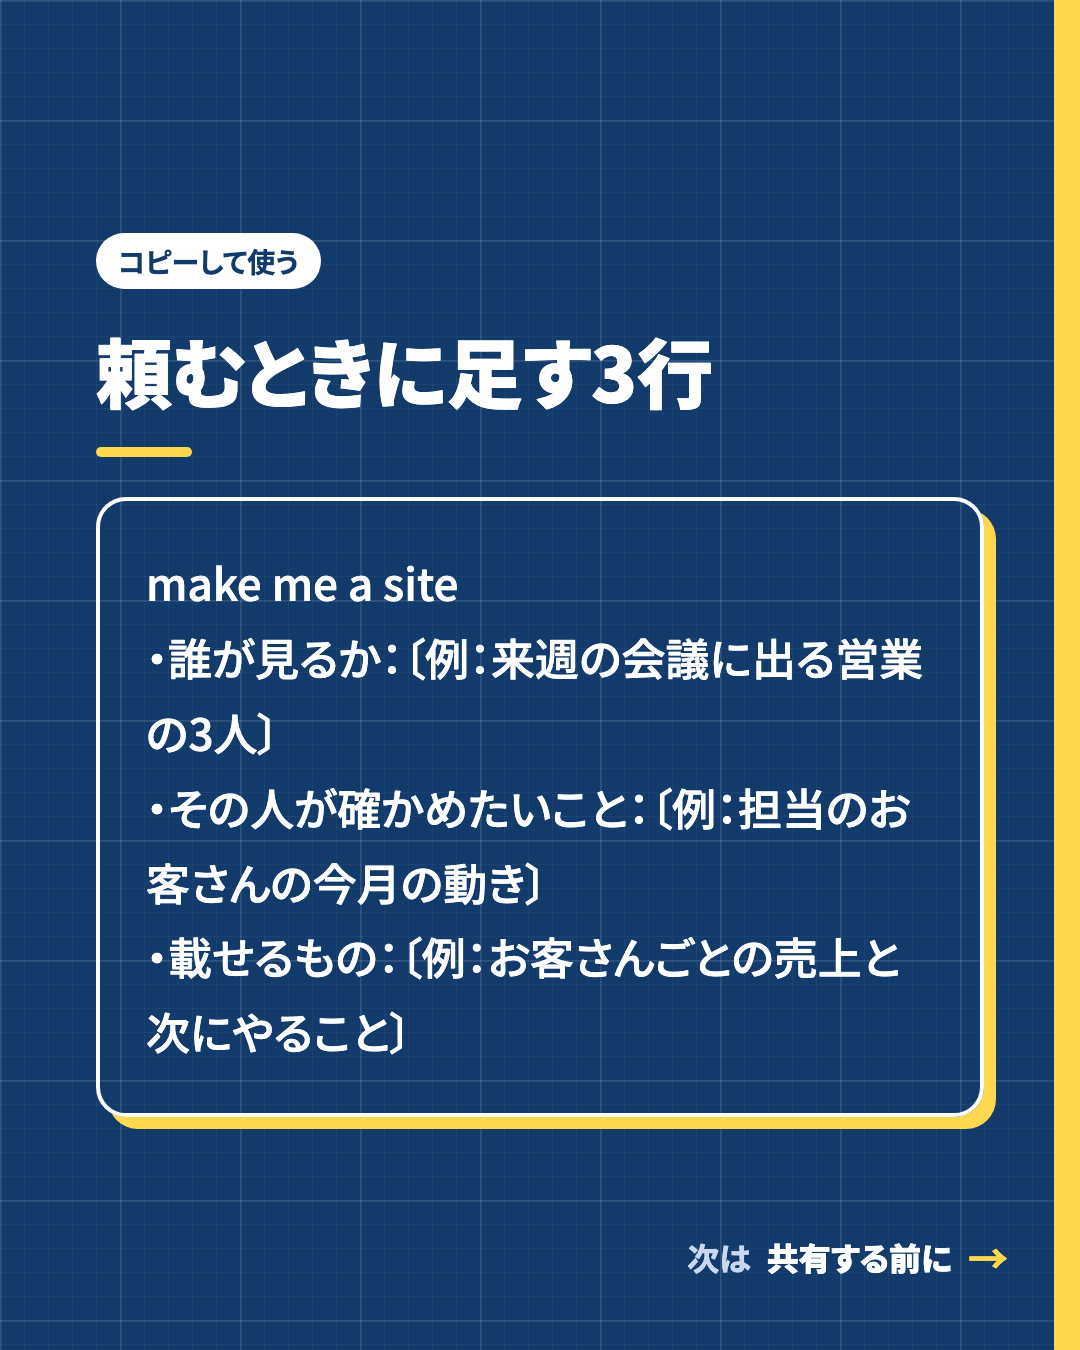 コピーして使う
頼むときに足す3行
make me a site
・誰が見るか：〔例：来週の会議に出る営業
の3人〕
・その人が確かめたいこと：〔例：担当のお
客さんの今月の動き〕
・載せるもの：〔例：お客さんごとの売上と
次にやること〕
次は 共有する前に →